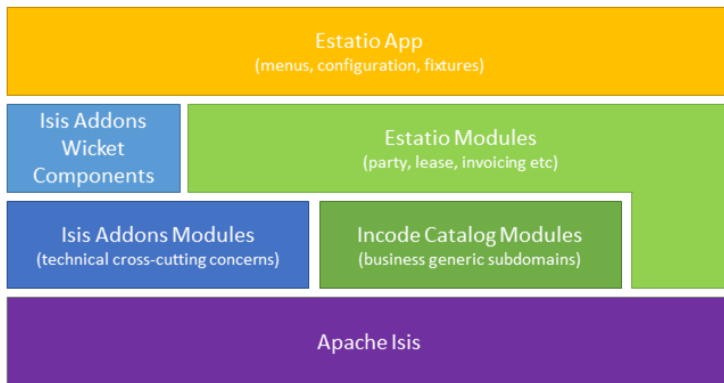 Estatio App
(menus, configuration, fixtures)
Isis Addons
Wicket
Components
Estatio Modules
(party, lease, invoicing etc)
Isis Addons Modules
(technical cross-cutting concerns)
Incode Catalog Modules
(business generic subdomains)
Apache Isis